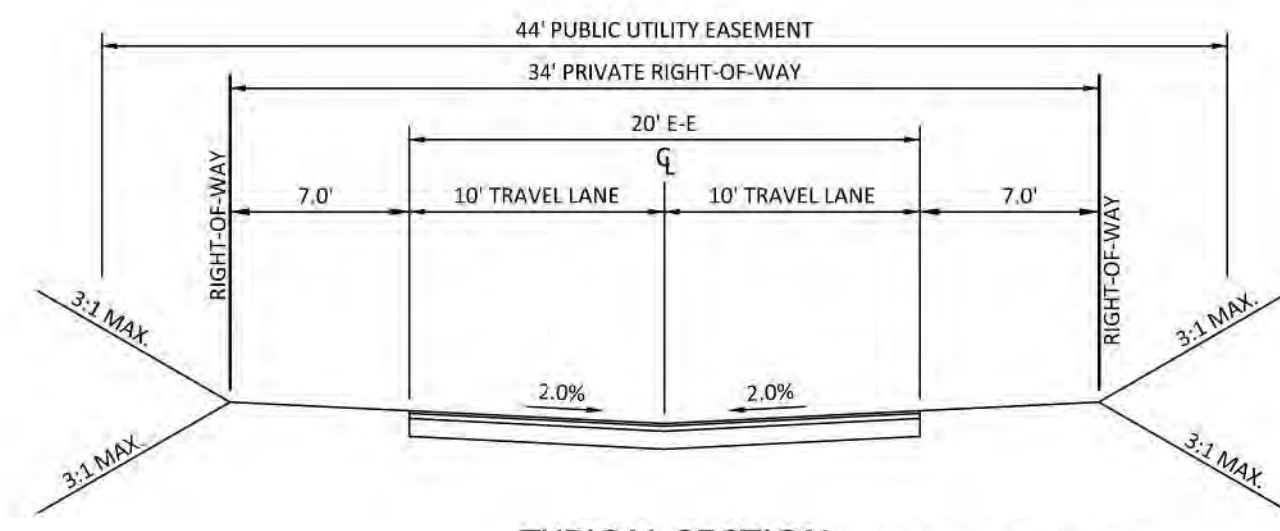 44' PUBLIC UTILITY EASEMENT
34' PRIVATE RIGHT-OF-WAY
20' E-E
℄
RIGHT-OF-WAY
7.0'
10' TRAVEL LANE
10' TRAVEL LANE
7.0'
RIGHT-OF-WAY
3:1 MAX.
3:1 MAX.
2.0%
2.0%
3:1 MAX.
3:1 MAX.
TYPICAL SECTION